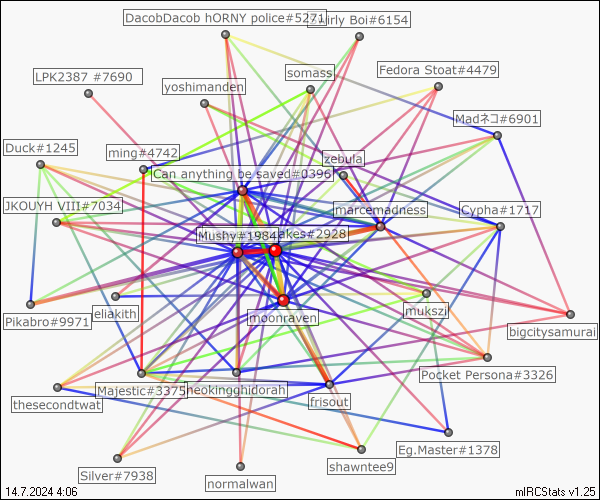 DacobDacob hORNY police#5271
Girly Boi#6154
LPK2387 #7690
yoshimanden
somass
Fedora Stoat#4479
Madネコ#6901
Duck#1245
ming#4742
zebula
Can anything be saved#0396
JKOUYH VIII#7034
marcemadness
Cypha#1717
Mushy#1984
akes#2928
Pikabro#9971
eliakith
moonraven
mukszil
bigcitysamurai
Pocket Persona#3326
thesecondtwat
Majestic#3375
neokingghidorah
frisout
Eg.Master#1378
Silver#7938
normalwan
shawntee9
14.7.2024 4:06
mIRCStats v1.25